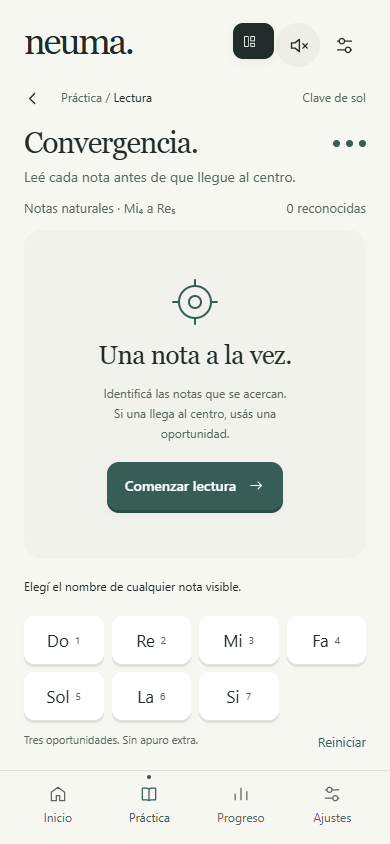 neuma.
Práctica / Lectura
Clave de sol
Convergencia.
Leé cada nota antes de que llegue al centro.
Notas naturales · Mi₄ a Re₅
0 reconocidas
Una nota a la vez.
Identificá las notas que se acercan.
Si una llega al centro, usás una
oportunidad.
Comenzar lectura
Elegí el nombre de cualquier nota visible.
Do 1
Re 2
Mi 3
Fa 4
Sol 5
La 6
Si 7
Tres oportunidades. Sin apuro extra.
Reiniciar
Inicio
Práctica
Progreso
Ajustes